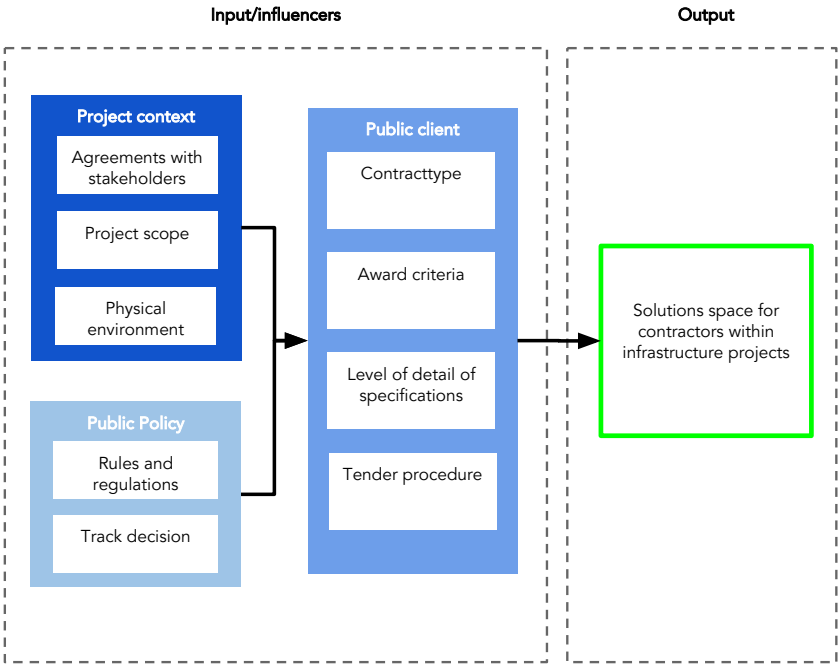 Input/influencers
Output
Project context
Agreements with
stakeholders
Project scope
Physical
environment
Public Policy
Rules and
regulations
Track decision
Public client
Contracttype
Award criteria
Level of detail of
specifications
Tender procedure
Solutions space for
contractors within
infrastructure projects